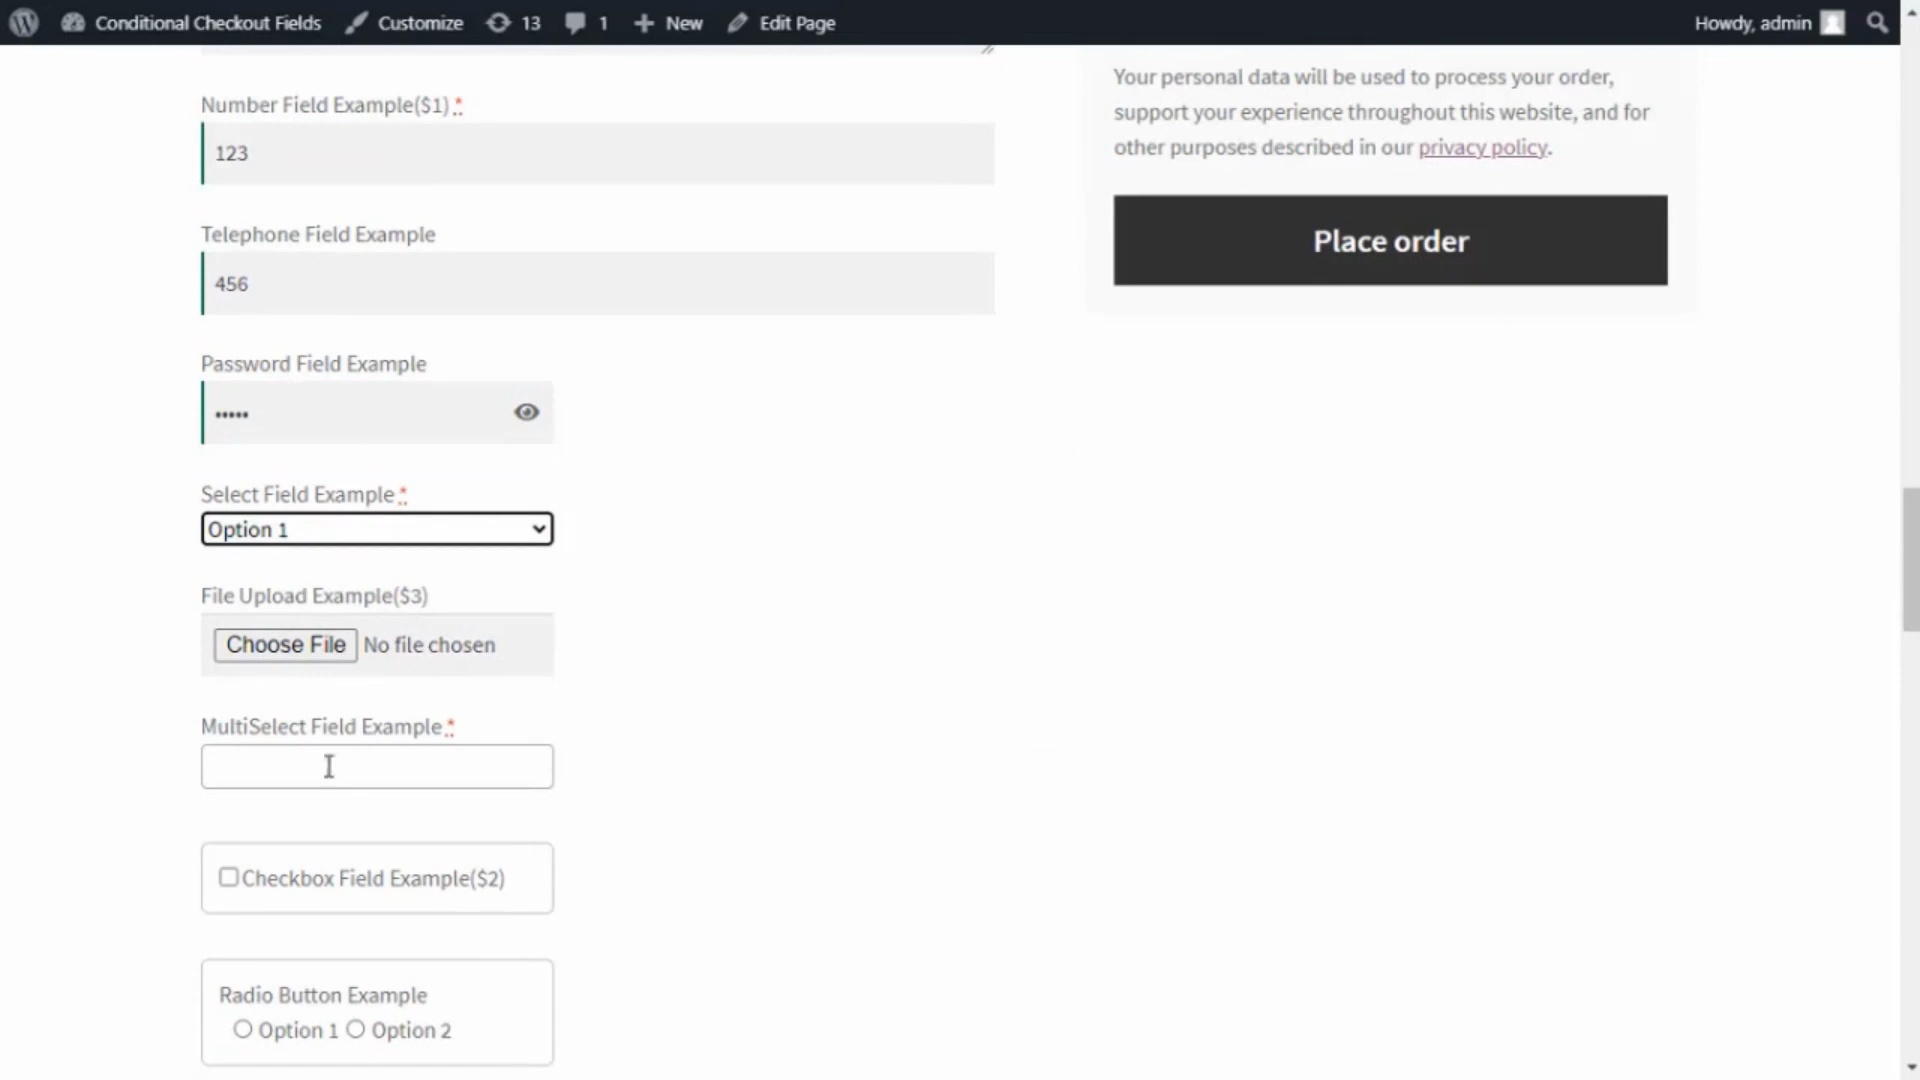 Conditional Checkout Fields Customize 13 1 New Edit Page Howdy, admin
Number Field Example($1) *
123
Telephone Field Example
456
Password Field Example
•••••
Select Field Example *
Option 1
File Upload Example($3)
Choose File No file chosen
MultiSelect Field Example *
Checkbox Field Example($2)
Radio Button Example
Option 1 Option 2
Your personal data will be used to process your order,
support your experience throughout this website, and for
other purposes described in our privacy policy.
Place order